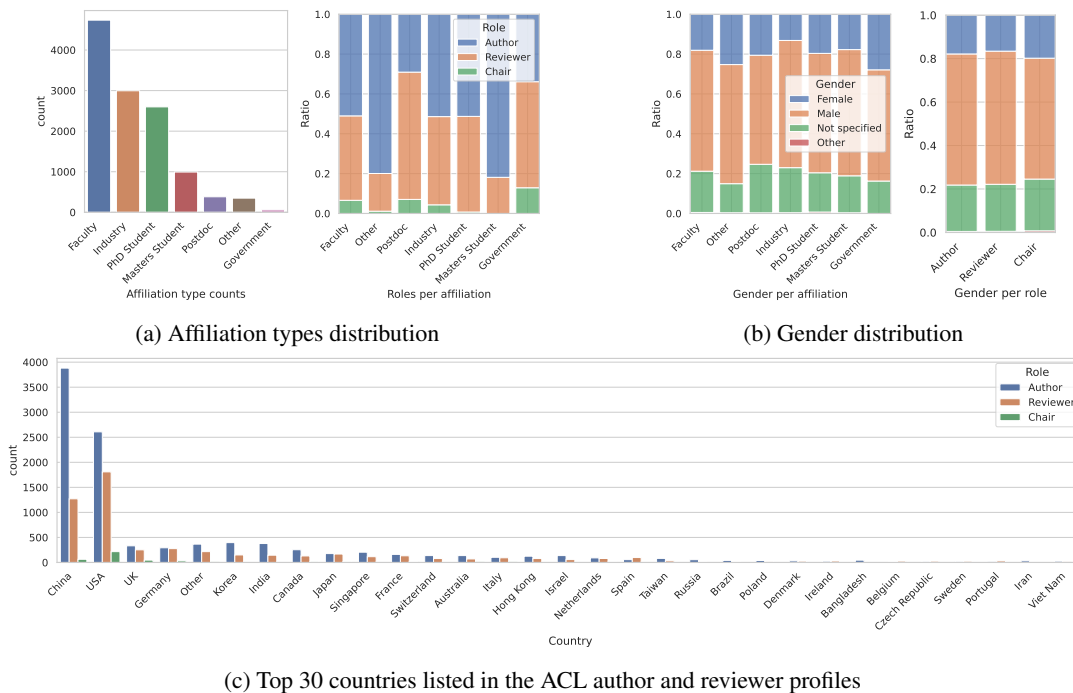 count
4000
3000
2000
1000
0
Faculty
Industry
PhD Student
Masters Student
Postdoc
Other
Government
Affiliation type counts
Ratio
1.0
0.8
0.6
0.4
0.2
0.0
Role
Author
Reviewer
Chair
Faculty
Other
Postdoc
Industry
PhD Student
Masters Student
Government
Roles per affiliation
(a) Affiliation types distribution
Ratio
1.0
0.8
0.6
0.4
0.2
0.0
Gender
Female
Male
Not specified
Other
Faculty
Other
Postdoc
Industry
PhD Student
Masters Student
Government
Gender per affiliation
Ratio
1.0
0.8
0.6
0.4
0.2
0.0
Author
Reviewer
Chair
Gender per role
(b) Gender distribution
count
4000
3500
3000
2500
2000
1500
1000
500
0
Role
Author
Reviewer
Chair
China
USA
UK
Germany
Other
Korea
India
Canada
Japan
Singapore
France
Switzerland
Australia
Italy
Hong Kong
Israel
Netherlands
Spain
Taiwan
Russia
Brazil
Poland
Denmark
Ireland
Bangladesh
Belgium
Czech Republic
Sweden
Portugal
Iran
Viet Nam
Country
(c) Top 30 countries listed in the ACL author and reviewer profiles